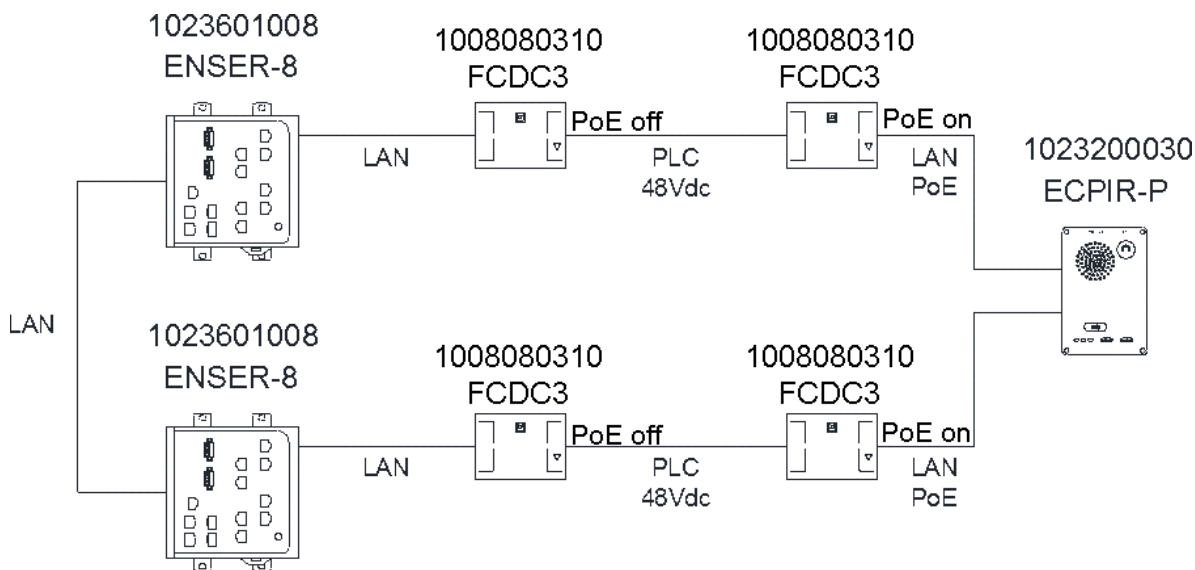 1023601008
ENSER-8
1008080310
FCDC3
1008080310
FCDC3
PoE off
PoE on
LAN
PLC
48Vdc
LAN
PoE
1023200030
ECPIR-P
LAN
1023601008
ENSER-8
1008080310
FCDC3
1008080310
FCDC3
PoE off
PoE on
LAN
PLC
48Vdc
LAN
PoE